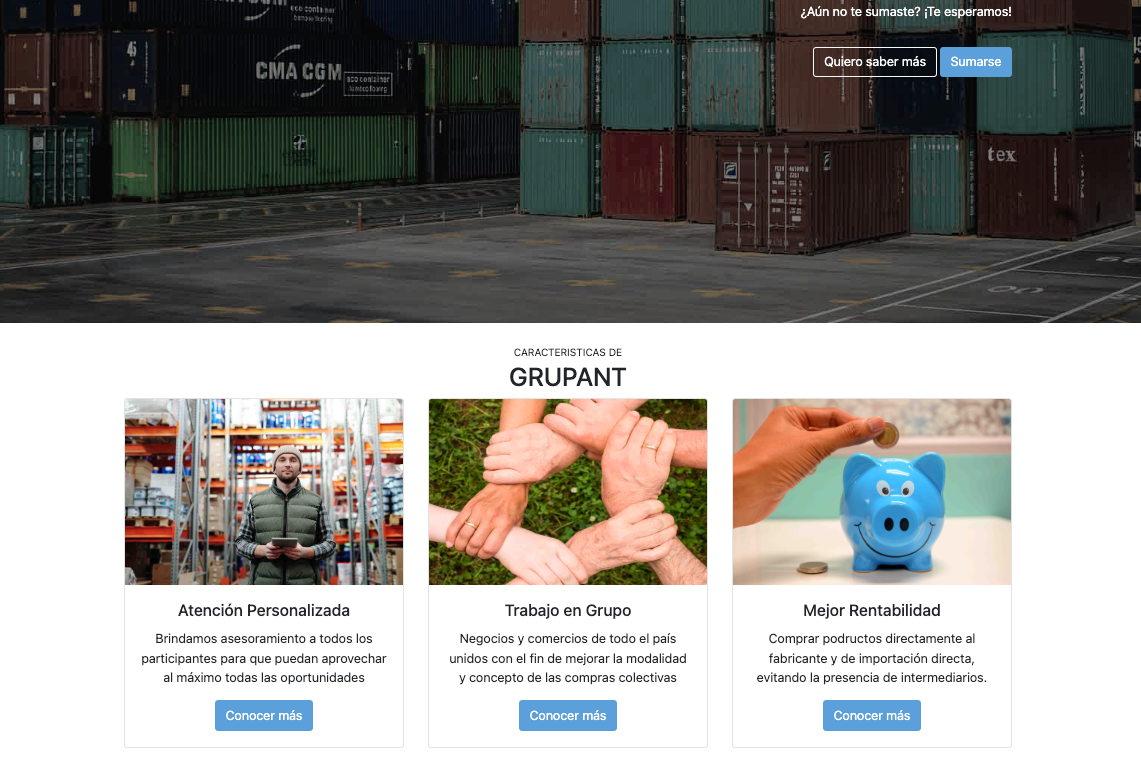 ¿Aún no te sumaste? ¡Te esperamos!
Quiero saber más
Sumarse
45
CMA CGM
eco container
tex
CARACTERISTICAS DE
GRUPANT
Atención Personalizada
Brindamos asesoramiento a todos los
participantes para que puedan aprovechar
al máximo todas las oportunidades
Conocer más
Trabajo en Grupo
Negocios y comercios de todo el país
unidos con el fin de mejorar la modalidad
y concepto de las compras colectivas
Conocer más
Mejor Rentabilidad
Comprar podructos directamente al
fabricante y de importación directa,
evitando la presencia de intermediarios.
Conocer más